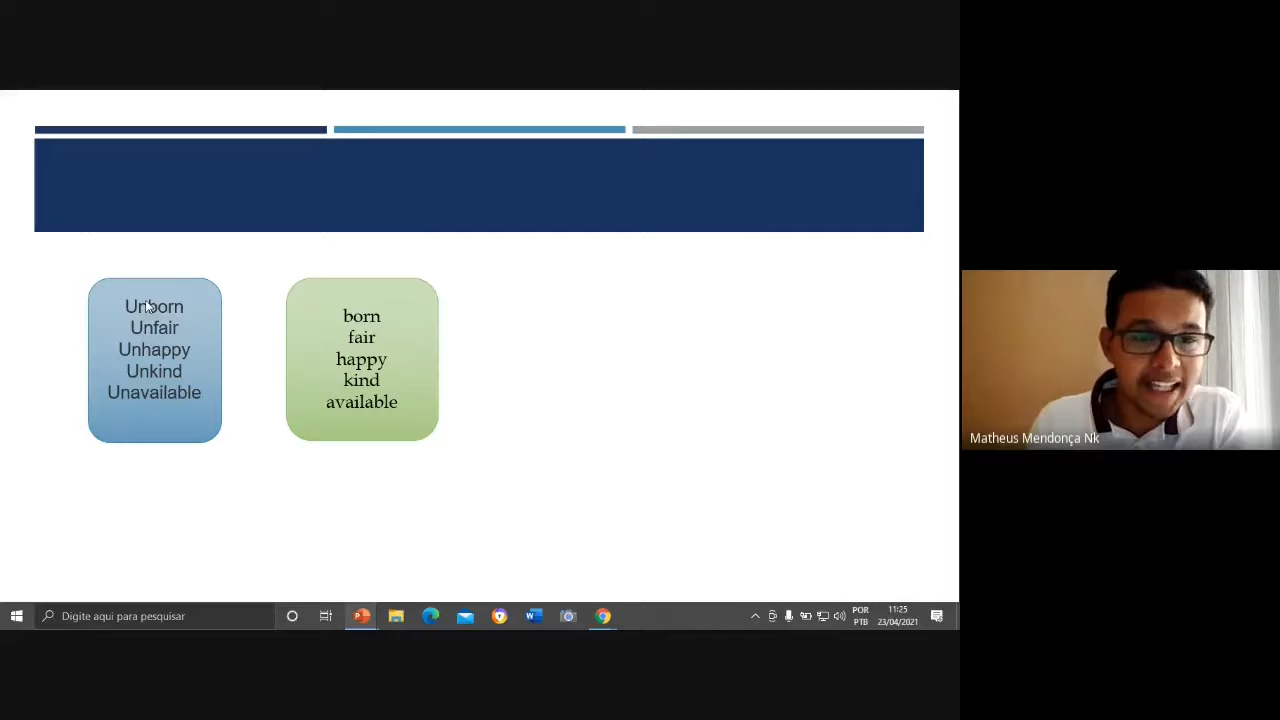 Unborn
Unfair
Unhappy
Unkind
Unavailable
born
fair
happy
kind
available
Matheus Mendonça Nk
Digite aqui para pesquisar
POR
PTB
11:25
23/04/2021